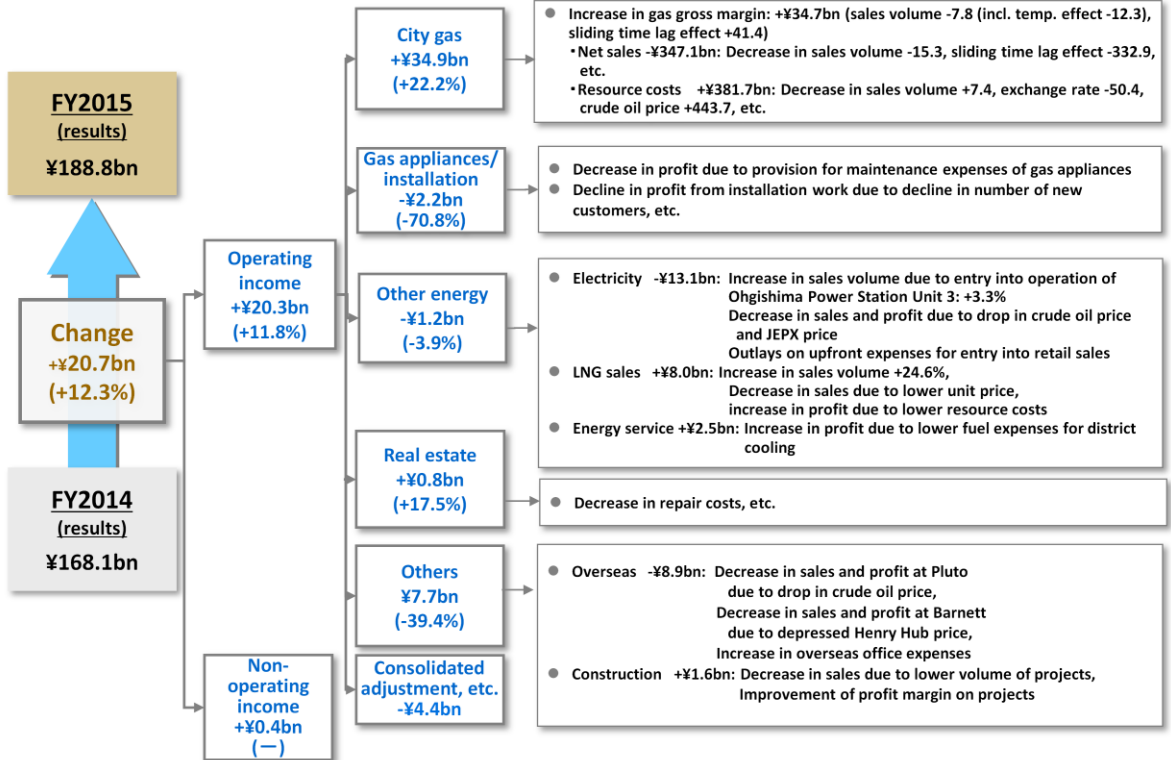 FY2015
(results)
¥188.8bn
Change
+¥20.7bn
(+12.3%)
FY2014
(results)
¥168.1bn
Operating
income
+¥20.3bn
(+11.8%)
Non-
operating
income
+¥0.4bn
(—)
City gas
+¥34.9bn
(+22.2%)
● Increase in gas gross margin: +¥34.7bn (sales volume -7.8 (incl. temp. effect -12.3),
sliding time lag effect +41.4)
・Net sales -¥347.1bn: Decrease in sales volume -15.3, sliding time lag effect -332.9,
etc.
・Resource costs +¥381.7bn: Decrease in sales volume +7.4, exchange rate -50.4,
crude oil price +443.7, etc.
Gas appliances/
installation
-¥2.2bn
(-70.8%)
● Decrease in profit due to provision for maintenance expenses of gas appliances
● Decline in profit from installation work due to decline in number of new
customers, etc.
Other energy
-¥1.2bn
(-3.9%)
● Electricity -¥13.1bn: Increase in sales volume due to entry into operation of
Ohgishima Power Station Unit 3: +3.3%
Decrease in sales and profit due to drop in crude oil price
and JEPX price
Outlays on upfront expenses for entry into retail sales
● LNG sales +¥8.0bn: Increase in sales volume +24.6%,
Decrease in sales due to lower unit price,
increase in profit due to lower resource costs
● Energy service +¥2.5bn: Increase in profit due to lower fuel expenses for district
cooling
Real estate
+¥0.8bn
(+17.5%)
● Decrease in repair costs, etc.
Others
¥7.7bn
(-39.4%)
● Overseas -¥8.9bn: Decrease in sales and profit at Pluto
due to drop in crude oil price,
Decrease in sales and profit at Barnett
due to depressed Henry Hub price,
Increase in overseas office expenses
● Construction +¥1.6bn: Decrease in sales due to lower volume of projects,
Improvement of profit margin on projects
Consolidated
adjustment, etc.
-¥4.4bn